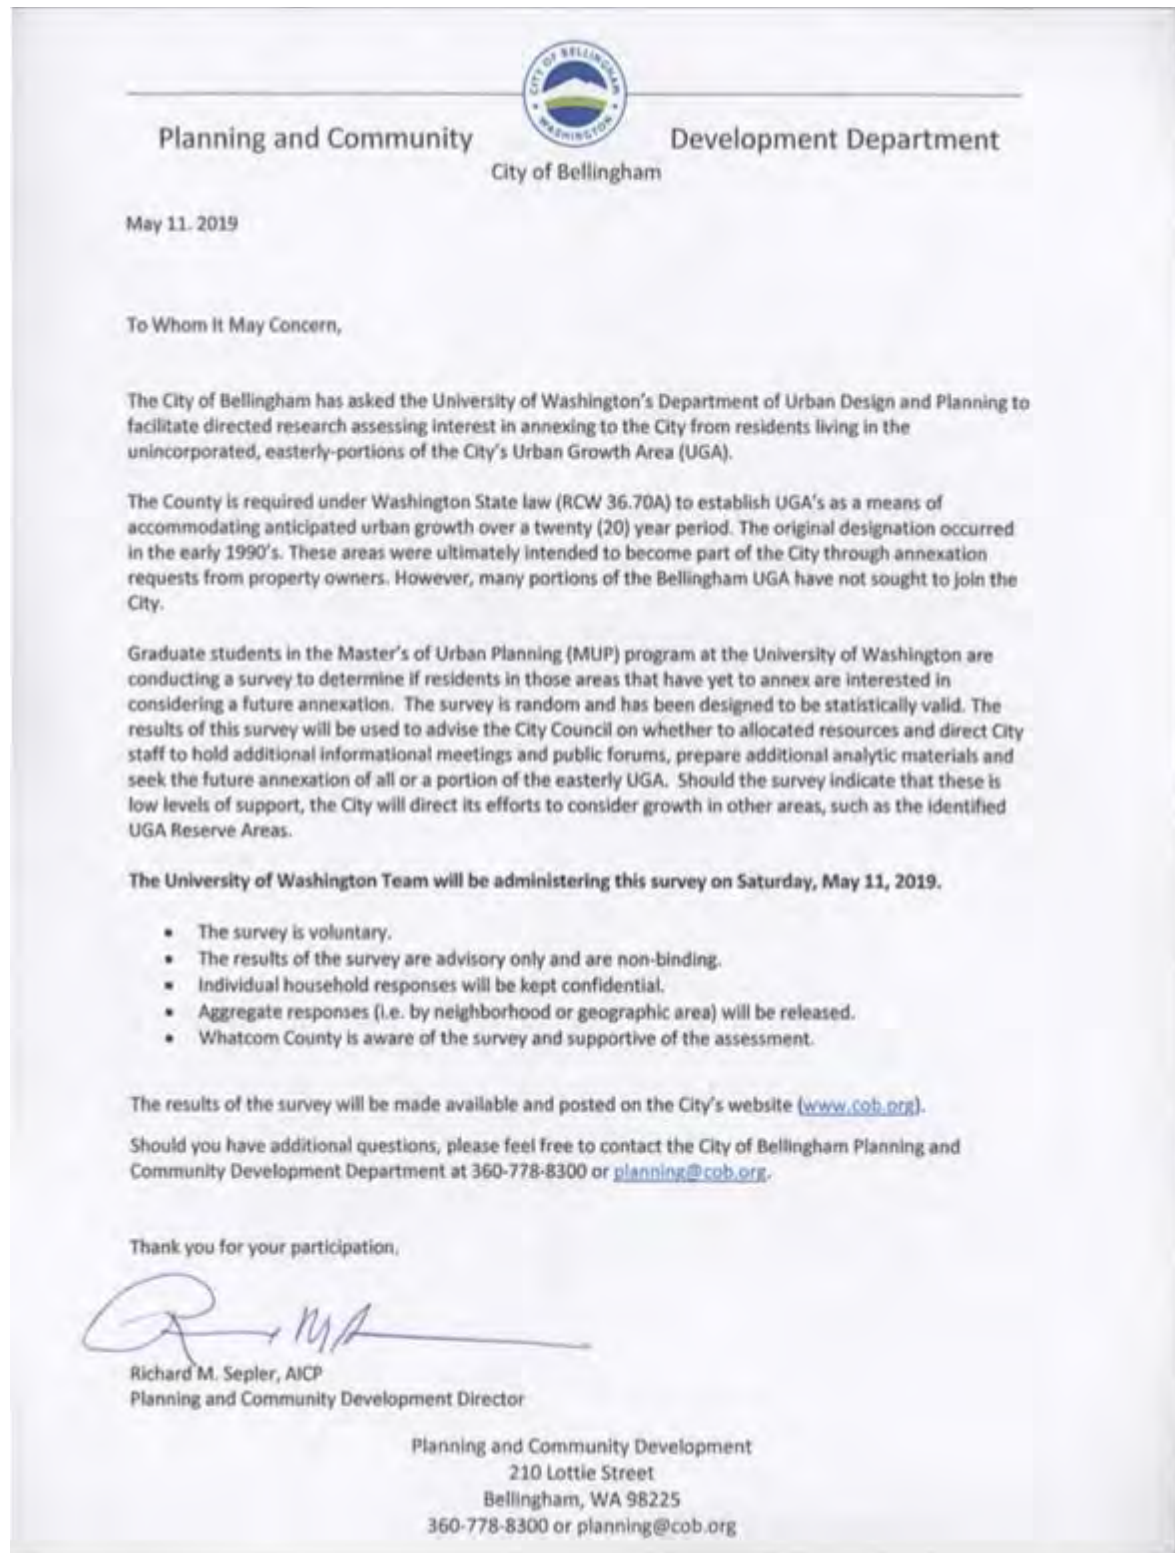 CITY OF BELLINGHAM
WASHINGTON
Planning and Community Development Department
City of Bellingham
May 11. 2019
To Whom It May Concern,
The City of Bellingham has asked the University of Washington's Department of Urban Design and Planning to
facilitate directed research assessing interest in annexing to the City from residents living in the
unincorporated, easterly-portions of the City's Urban Growth Area (UGA).
The County is required under Washington State law (RCW 36.70A) to establish UGA's as a means of
accommodating anticipated urban growth over a twenty (20) year period. The original designation occurred
in the early 1990's. These areas were ultimately intended to become part of the City through annexation
requests from property owners. However, many portions of the Bellingham UGA have not sought to join the
City.
Graduate students in the Master's of Urban Planning (MUP) program at the University of Washington are
conducting a survey to determine if residents in those areas that have yet to annex are interested in
considering a future annexation. The survey is random and has been designed to be statistically valid. The
results of this survey will be used to advise the City Council on whether to allocated resources and direct City
staff to hold additional informational meetings and public forums, prepare additional analytic materials and
seek the future annexation of all or a portion of the easterly UGA. Should the survey indicate that these is
low levels of support, the City will direct its efforts to consider growth in other areas, such as the identified
UGA Reserve Areas.
The University of Washington Team will be administering this survey on Saturday, May 11, 2019.
• The survey is voluntary.
• The results of the survey are advisory only and are non-binding.
• Individual household responses will be kept confidential.
• Aggregate responses (i.e. by neighborhood or geographic area) will be released.
• Whatcom County is aware of the survey and supportive of the assessment.
The results of the survey will be made available and posted on the City's website (www.cob.org).
Should you have additional questions, please feel free to contact the City of Bellingham Planning and
Community Development Department at 360-778-8300 or planning@cob.org.
Thank you for your participation.
Richard M. Sepler, AICP
Planning and Community Development Director
Planning and Community Development
210 Lottie Street
Bellingham, WA 98225
360-778-8300 or planning@cob.org